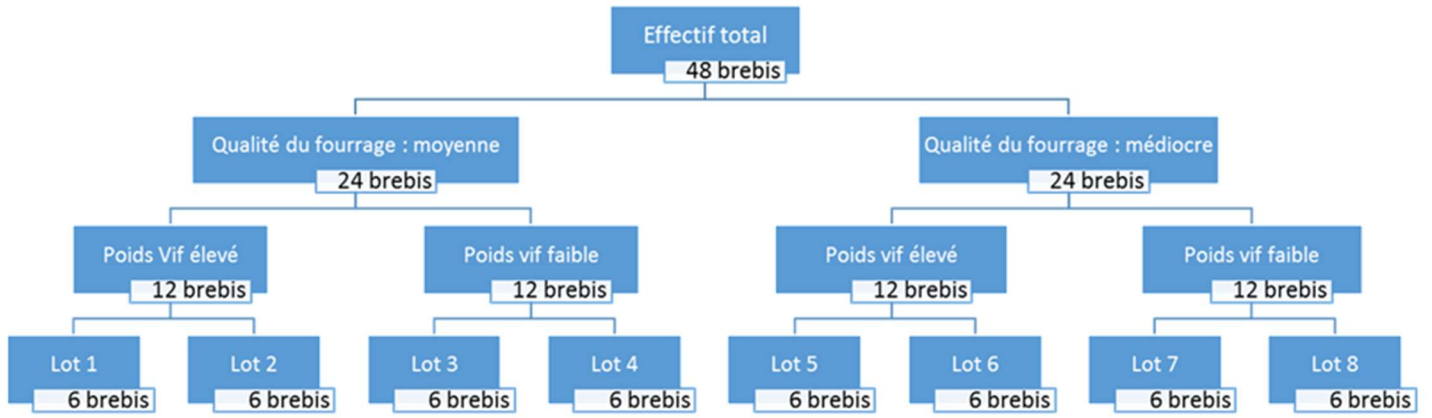 Effectif total
48 brebis
Qualité du fourrage : moyenne
24 brebis
Qualité du fourrage : médiocre
24 brebis
Poids Vif élevé
12 brebis
Poids vif faible
12 brebis
Poids vif élevé
12 brebis
Poids vif faible
12 brebis
Lot 1
6 brebis
Lot 2
6 brebis
Lot 3
6 brebis
Lot 4
6 brebis
Lot 5
6 brebis
Lot 6
6 brebis
Lot 7
6 brebis
Lot 8
6 brebis